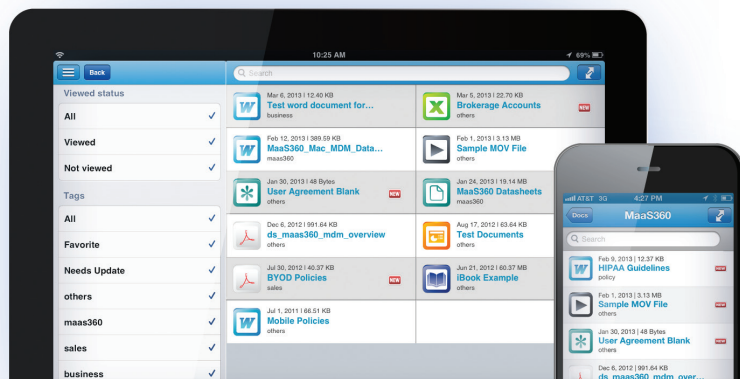 10:25 AM
69%
Back
Search
Viewed status
All
Viewed
Not viewed
Tags
All
Favorite
Needs Update
others
maas360
sales
business
Mar 6, 2013 | 12.40 KB
Test word document for...
business
Mar 5, 2013 | 22.70 KB
Brokerage Accounts
others
NEW
Feb 12, 2013 | 389.59 KB
MaaS360_Mac_MDM_Data...
maas360
Feb 1, 2013 | 3.13 MB
Sample MOV File
others
Jan 30, 2013 | 48 Bytes
User Agreement Blank
others
NEW
Jan 24, 2013 | 19.14 MB
MaaS360 Datasheets
maas360
Dec 6, 2012 | 991.64 KB
ds_maas360_mdm_overview
others
Aug 17, 2012 | 63.64 KB
Test Documents
others
Jul 30, 2012 | 40.37 KB
BYOD Policies
sales
NEW
Jun 21, 2012 | 60.37 MB
iBook Example
others
Jul 1, 2011 | 66.51 KB
Mobile Policies
others
AT&T 3G 4:27 PM
Docs MaaS360
Search
Feb 9, 2013 | 12.37 KB
HIPAA Guidelines
policy
NEW
Feb 1, 2013 | 3.13 MB
Sample MOV File
others
NEW
Jan 30, 2013 | 48 Bytes
User Agreement Blank
others
NEW
Dec 6, 2012 | 991.64 KB
ds_maas360_mdm_over...